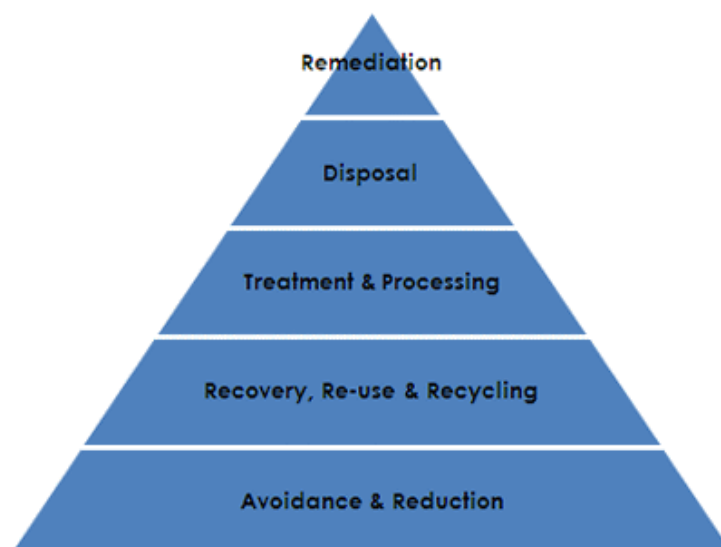 Remediation
Disposal
Treatment & Processing
Recovery, Re-use & Recycling
Avoidance & Reduction